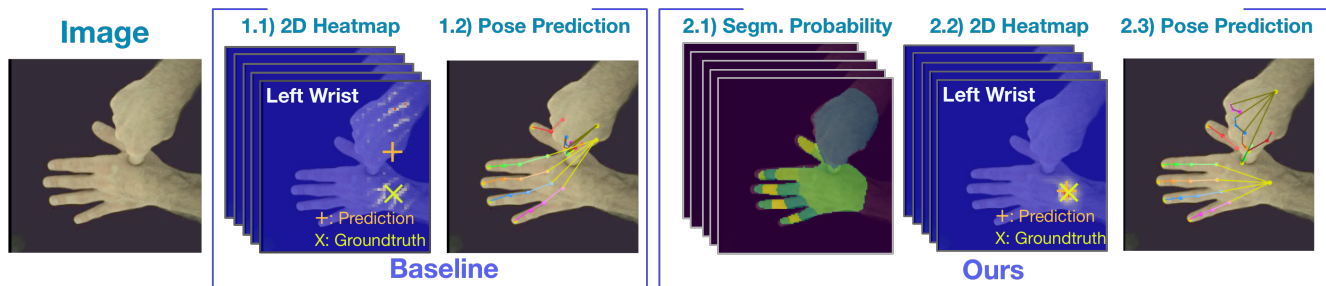 Image
1.1) 2D Heatmap
1.2) Pose Prediction
2.1) Segm. Probability
2.2) 2D Heatmap
2.3) Pose Prediction
Left Wrist
+: Prediction
X: Groundtruth
Left Wrist
+: Prediction
X: Groundtruth
Baseline
Ours